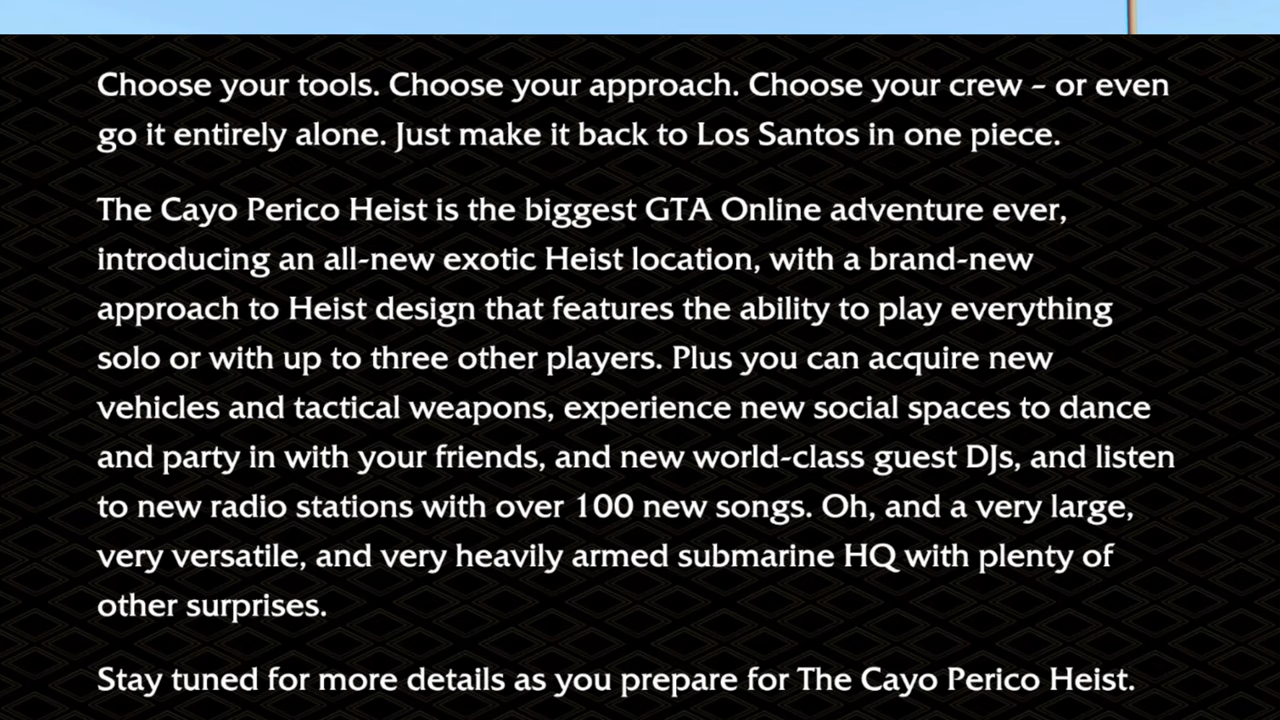 Choose your tools. Choose your approach. Choose your crew – or even
go it entirely alone. Just make it back to Los Santos in one piece.
The Cayo Perico Heist is the biggest GTA Online adventure ever,
introducing an all-new exotic Heist location, with a brand-new
approach to Heist design that features the ability to play everything
solo or with up to three other players. Plus you can acquire new
vehicles and tactical weapons, experience new social spaces to dance
and party in with your friends, and new world-class guest DJs, and listen
to new radio stations with over 100 new songs. Oh, and a very large,
very versatile, and very heavily armed submarine HQ with plenty of
other surprises.
Stay tuned for more details as you prepare for The Cayo Perico Heist.